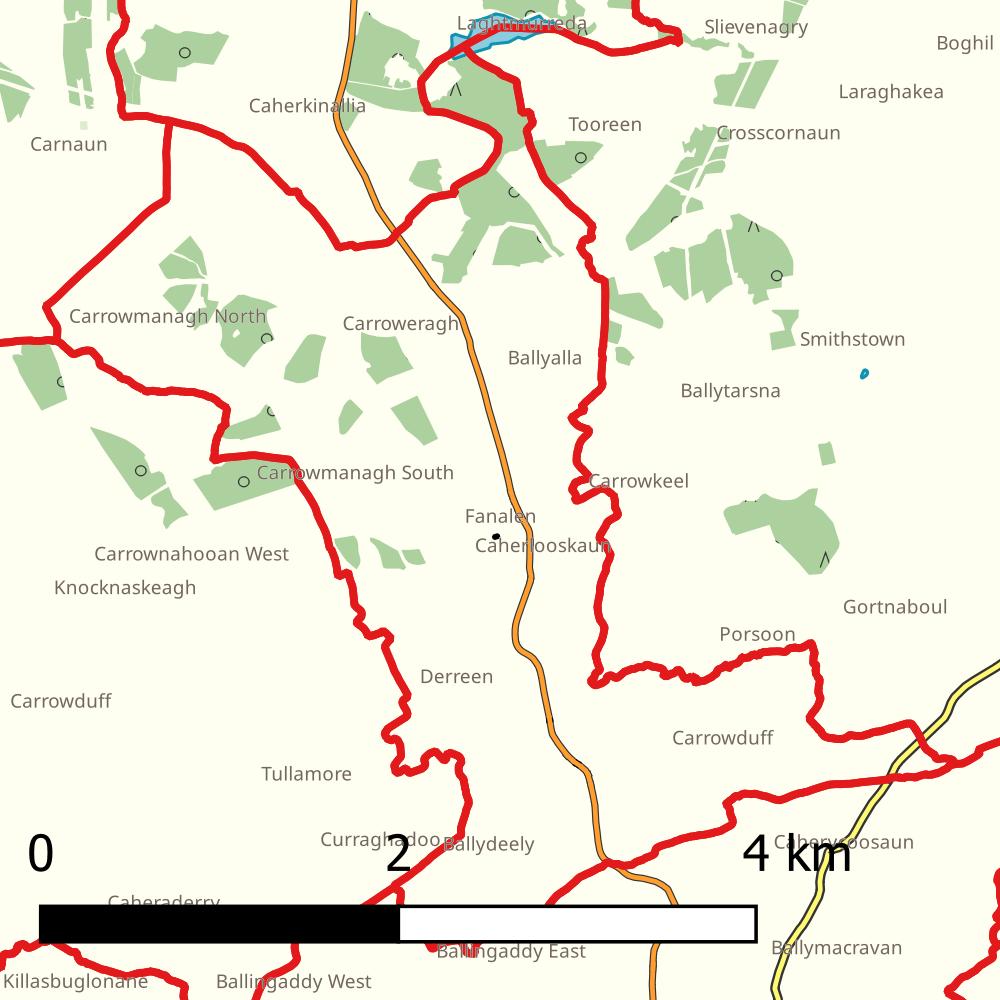 Laghtmurreda
Slievenagry
Boghil
Laraghakea
Caherkinallia
Tooreen
Crosscornaun
Carnaun
Carrowmanagh North
Carroweragh
Smithstown
Ballyalla
Ballytarsna
Carrowmanagh South
Carrowkeel
Fanalen
Caherlooskaun
Carrownahooan West
Knocknaskeagh
Gortnaboul
Porsoon
Derreen
Carrowduff
Carrowduff
Tullamore
Curraghadoo
Ballydeely
Caherycoosaun
0 2 4 km
Caheraderry
Ballingaddy East
Ballymacravan
Killasbuglonane
Ballingaddy West